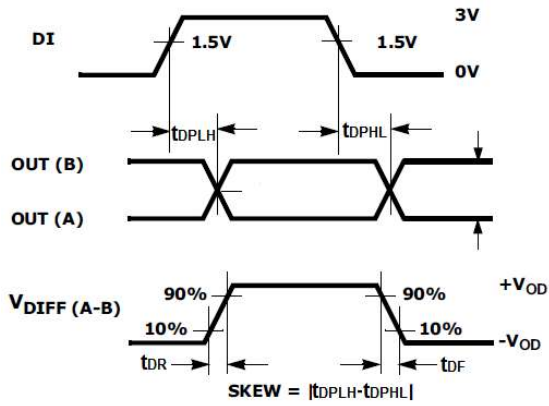 3V
DI
1.5V
1.5V
0V
tDPLH
tDPHL
OUT (B)
OUT (A)
+VOD
90%
90%
VDIFF (A-B)
10%
10%
-VOD
tDR
tDF
SKEW = |tDPLH-tDPHL|